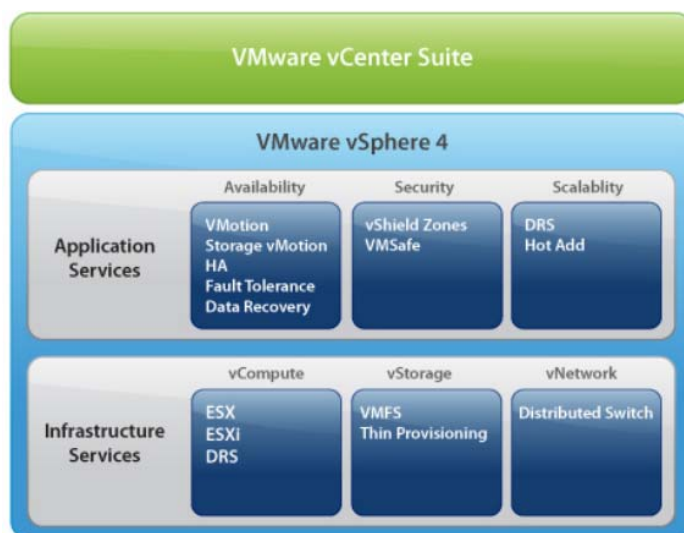 VMware vCenter Suite
VMware vSphere 4
Availability
Security
Scalablity
Application
Services
VMotion
Storage vMotion
HA
Fault Tolerance
Data Recovery
vShield Zones
VMSafe
DRS
Hot Add
vCompute
vStorage
vNetwork
Infrastructure
Services
ESX
ESXi
DRS
VMFS
Thin Provisioning
Distributed Switch